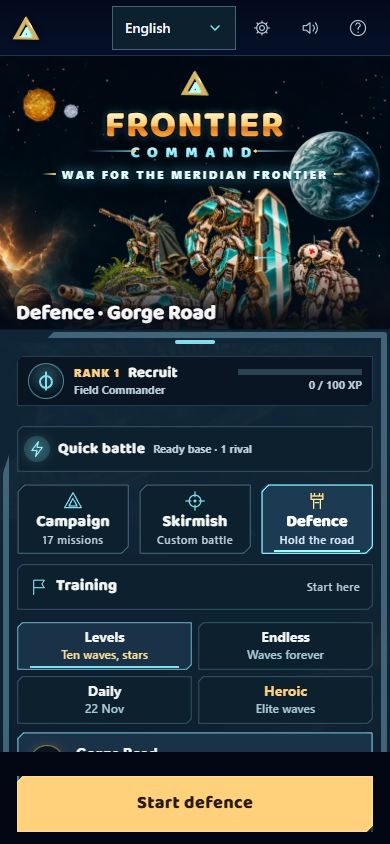 English
FRONTIER
COMMAND
WAR FOR THE MERIDIAN FRONTIER
Defence · Gorge Road
RANK 1 Recruit
Field Commander
0 / 100 XP
Quick battle Ready base · 1 rival
Campaign
17 missions
Skirmish
Custom battle
Defence
Hold the road
Training
Start here
Levels
Ten waves, stars
Endless
Waves forever
Daily
22 Nov
Heroic
Elite waves
Gorge Road
Start defence